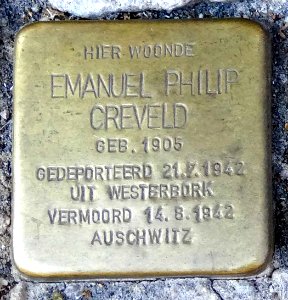 HIER WOONDE
EMANUEL PHILIP
CREVELD
GEB. 1905
GEDEPORTEERD 21.7.1942
UIT WESTERBORK
VERMOORD 14.8.1942
AUSCHWITZ